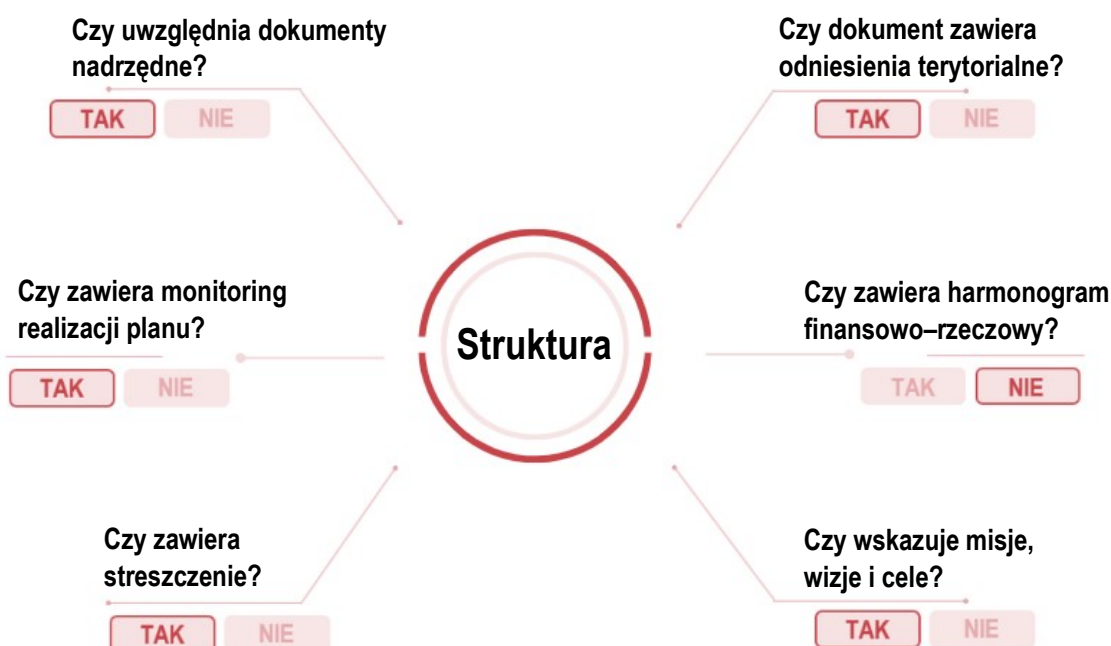 Czy uwzględnia dokumenty
nadrzędne?
TAK NIE
Czy dokument zawiera
odniesienia terytorialne?
TAK NIE
Czy zawiera monitoring
realizacji planu?
TAK NIE
Struktura
Czy zawiera harmonogram
finansowo–rzeczowy?
TAK NIE
Czy zawiera
streszczenie?
TAK NIE
Czy wskazuje misje,
wizje i cele?
TAK NIE